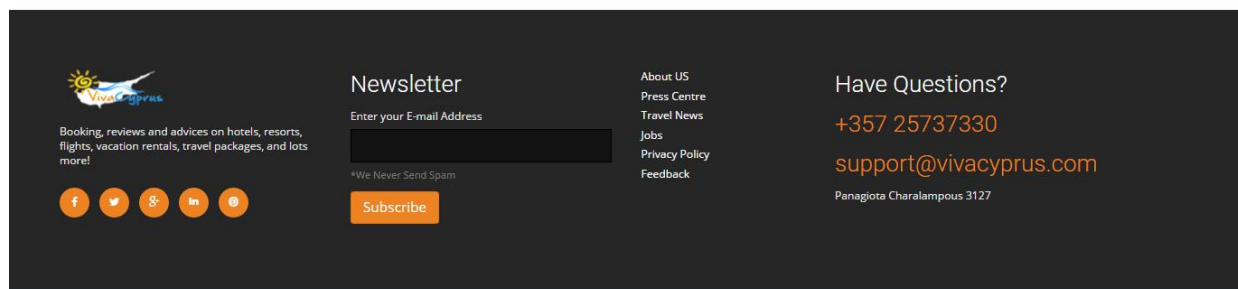 VivaCyprus
Booking, reviews and advices on hotels, resorts,
flights, vacation rentals, travel packages, and lots
more!
Newsletter
Enter your E-mail Address
*We Never Send Spam
Subscribe
About US
Press Centre
Travel News
Jobs
Privacy Policy
Feedback
Have Questions?
+357 25737330
support@vivacyprus.com
Panagiota Charalampous 3127